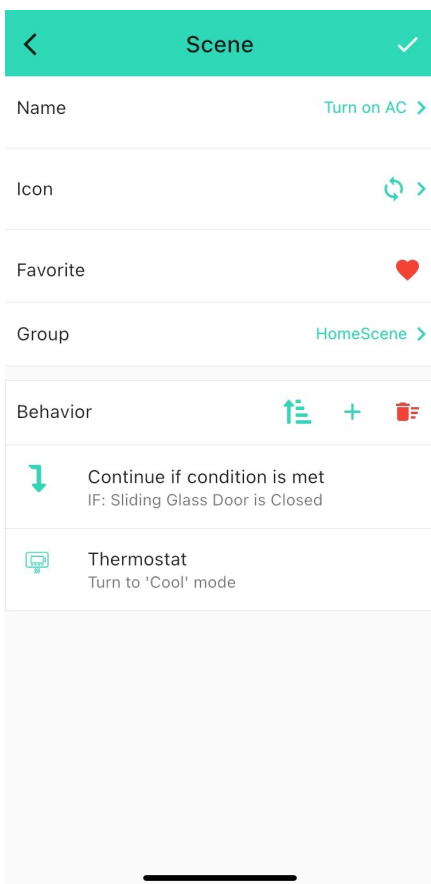 Scene
Name
Turn on AC
Icon
Favorite
Group
HomeScene
Behavior
Continue if condition is met
IF: Sliding Glass Door is Closed
Thermostat
Turn to 'Cool' mode